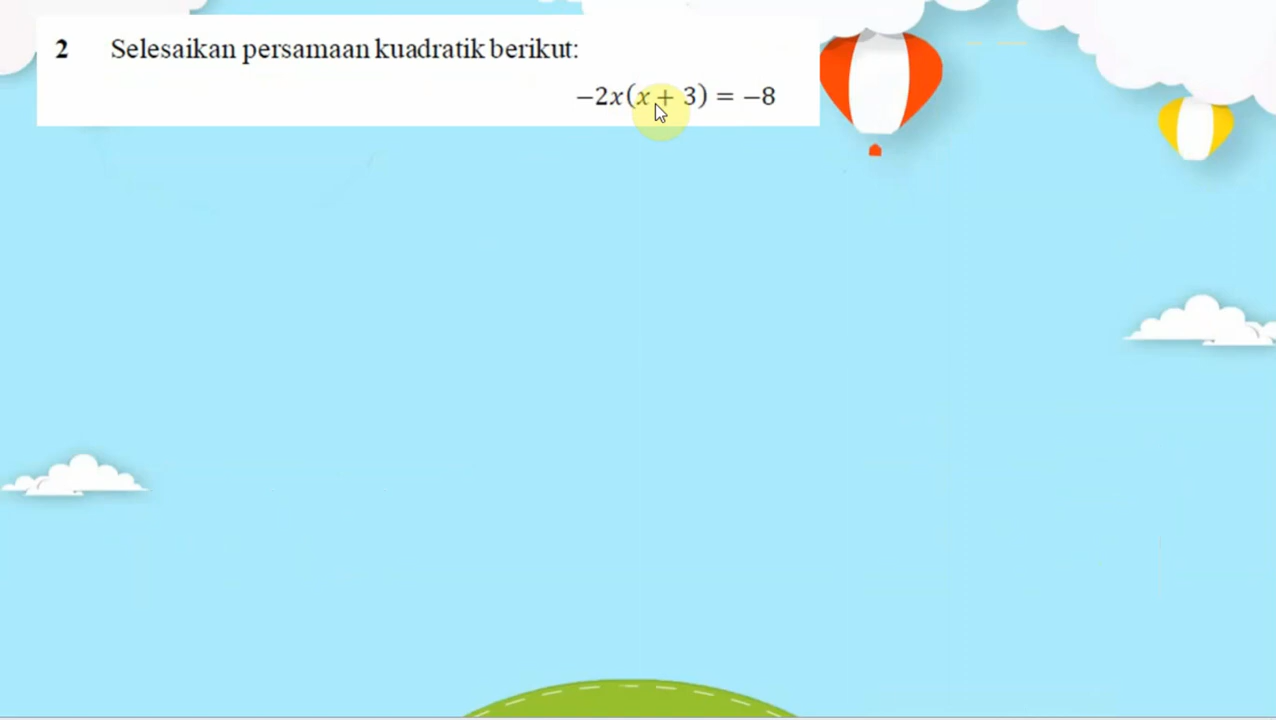 2 Selesaikan persamaan kuadratik berikut:
−2x(x + 3) = −8